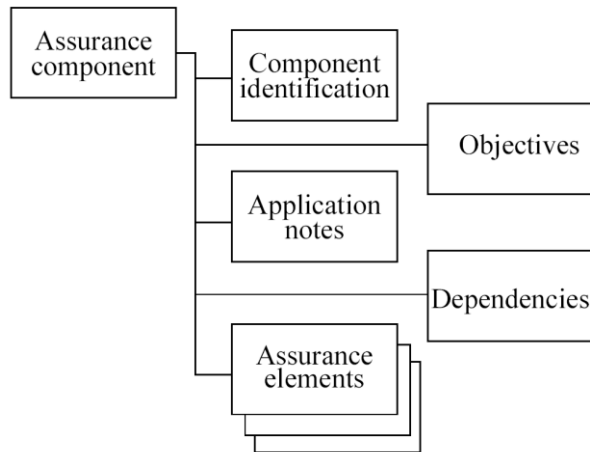 Assurance
component
Component
identification
Objectives
Application
notes
Dependencies
Assurance
elements